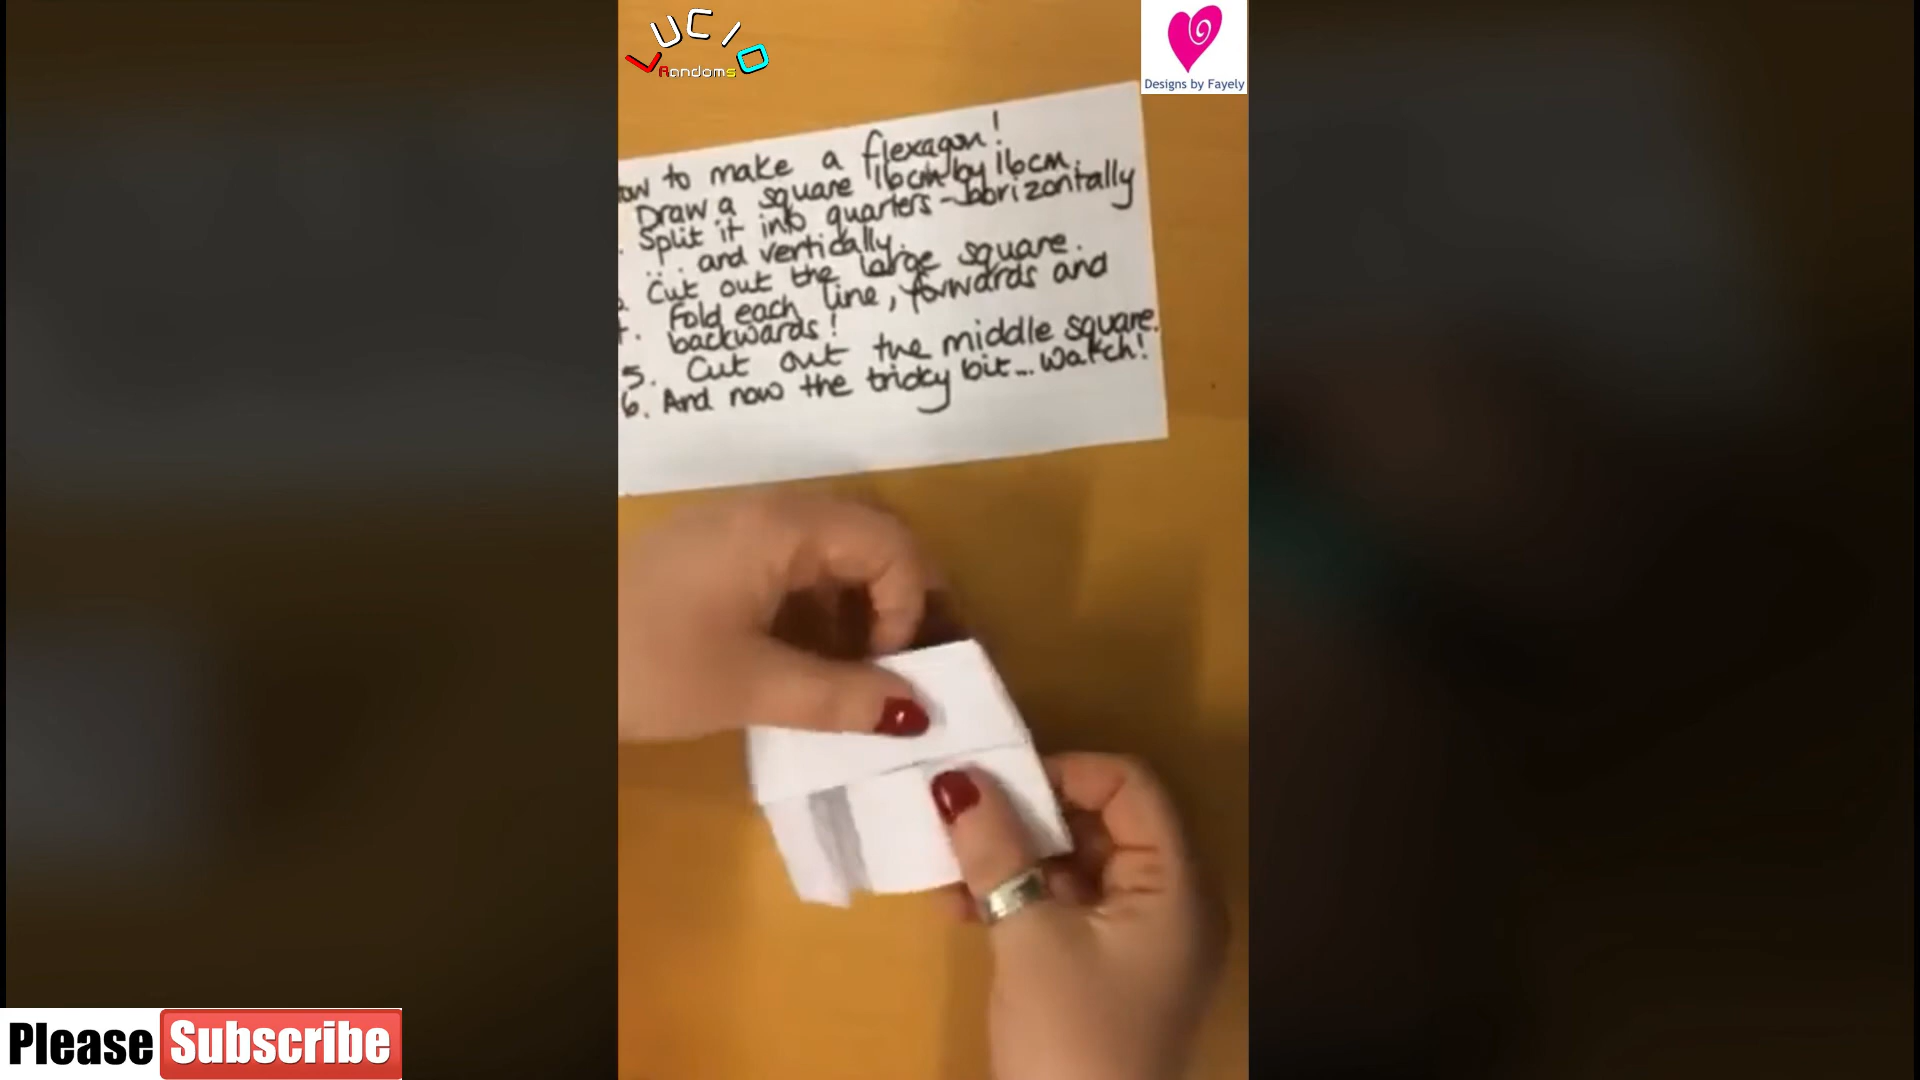 LUCIO
Randoms
Designs by Fayely
ow to make a flexagon!
Draw a square 16cm by 16cm.
. Split it into quarters - horizontally
... and vertically.
Cut out the large square.
. Fold each line, forwards and
backwards!
5. Cut out the middle square.
6. And now the tricky bit... Watch!
Please Subscribe